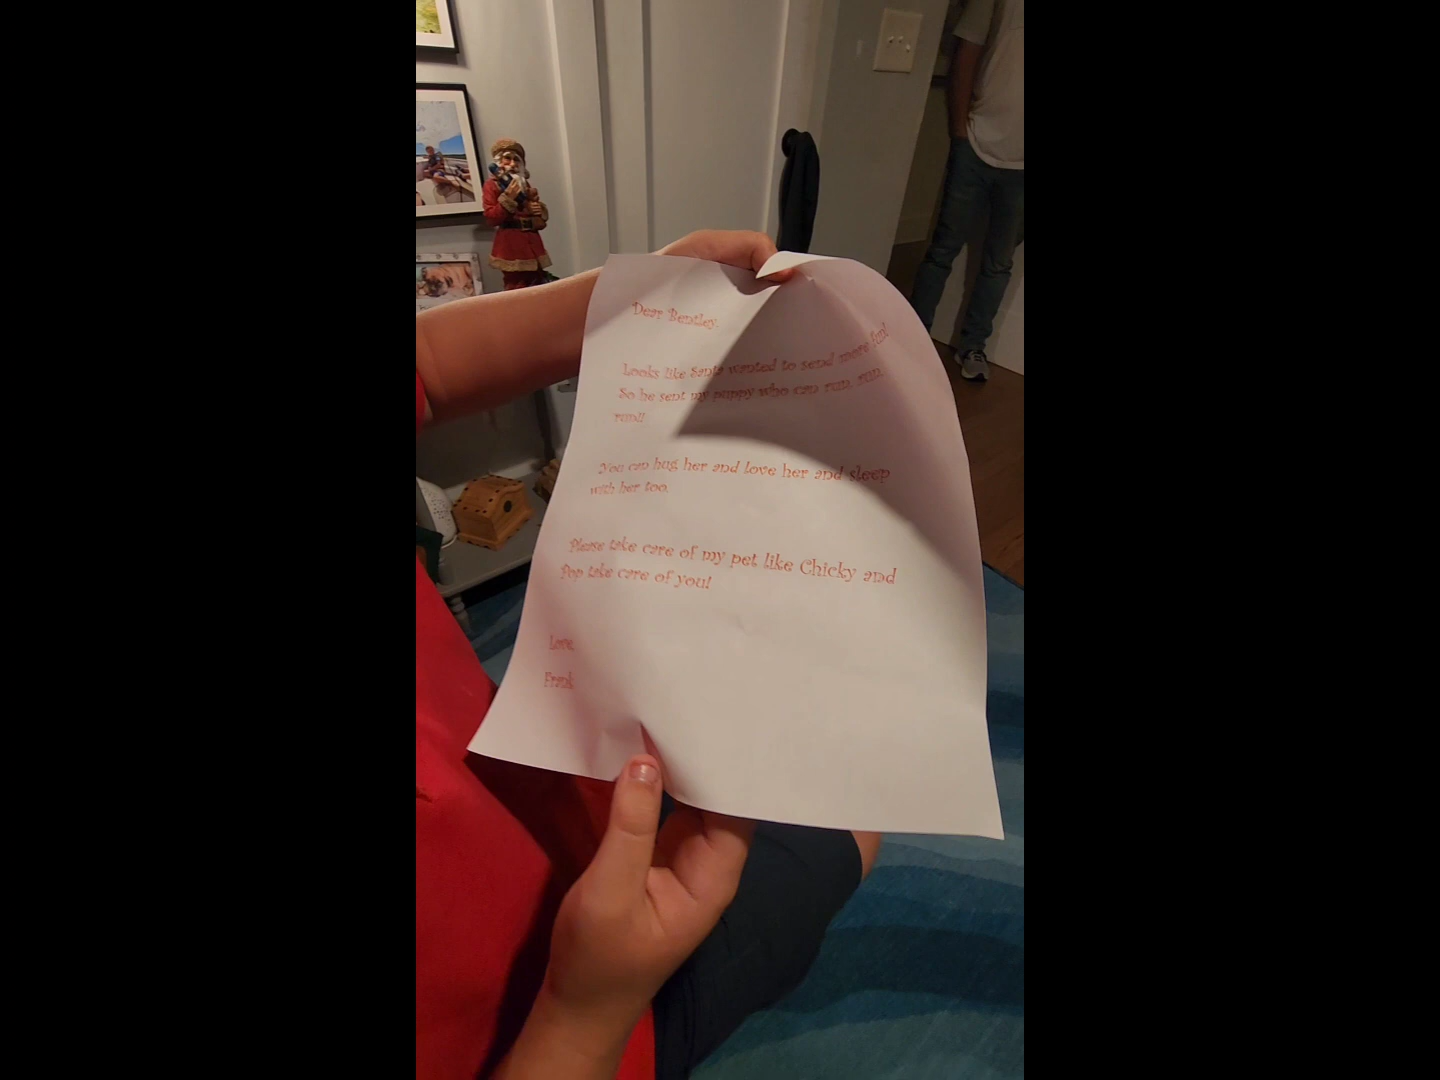 Dear Bentley,
Looks like Santa wanted to send more fun!
So he sent my puppy who can run, run,
run!!
You can hug her and love her and sleep
with her too.
Please take care of my pet like Chicky and
Pop take care of you!
Love,
Frank